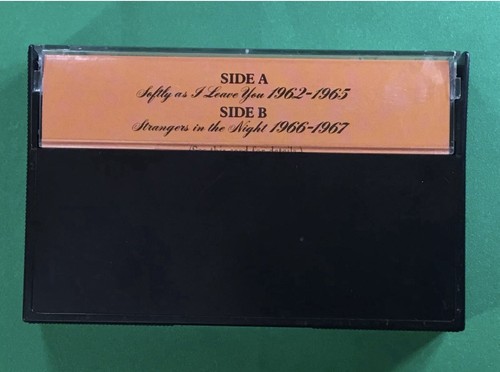 SIDE A
Softly as I Leave You 1962-1965
SIDE B
Strangers in the Night 1966-1967